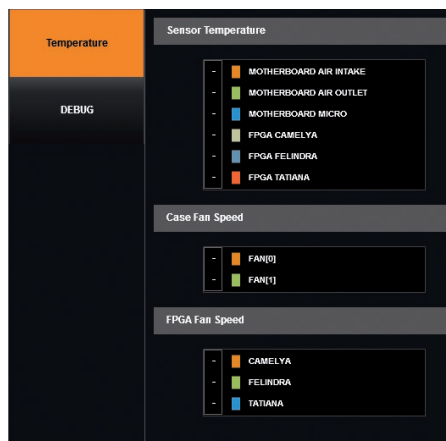 Temperature
DEBUG
Sensor Temperature
- MOTHERBOARD AIR INTAKE
- MOTHERBOARD AIR OUTLET
- MOTHERBOARD MICRO
- FPGA CAMELYA
- FPGA FELINDRA
- FPGA TATIANA
Case Fan Speed
- FAN[0]
- FAN[1]
FPGA Fan Speed
- CAMELYA
- FELINDRA
- TATIANA